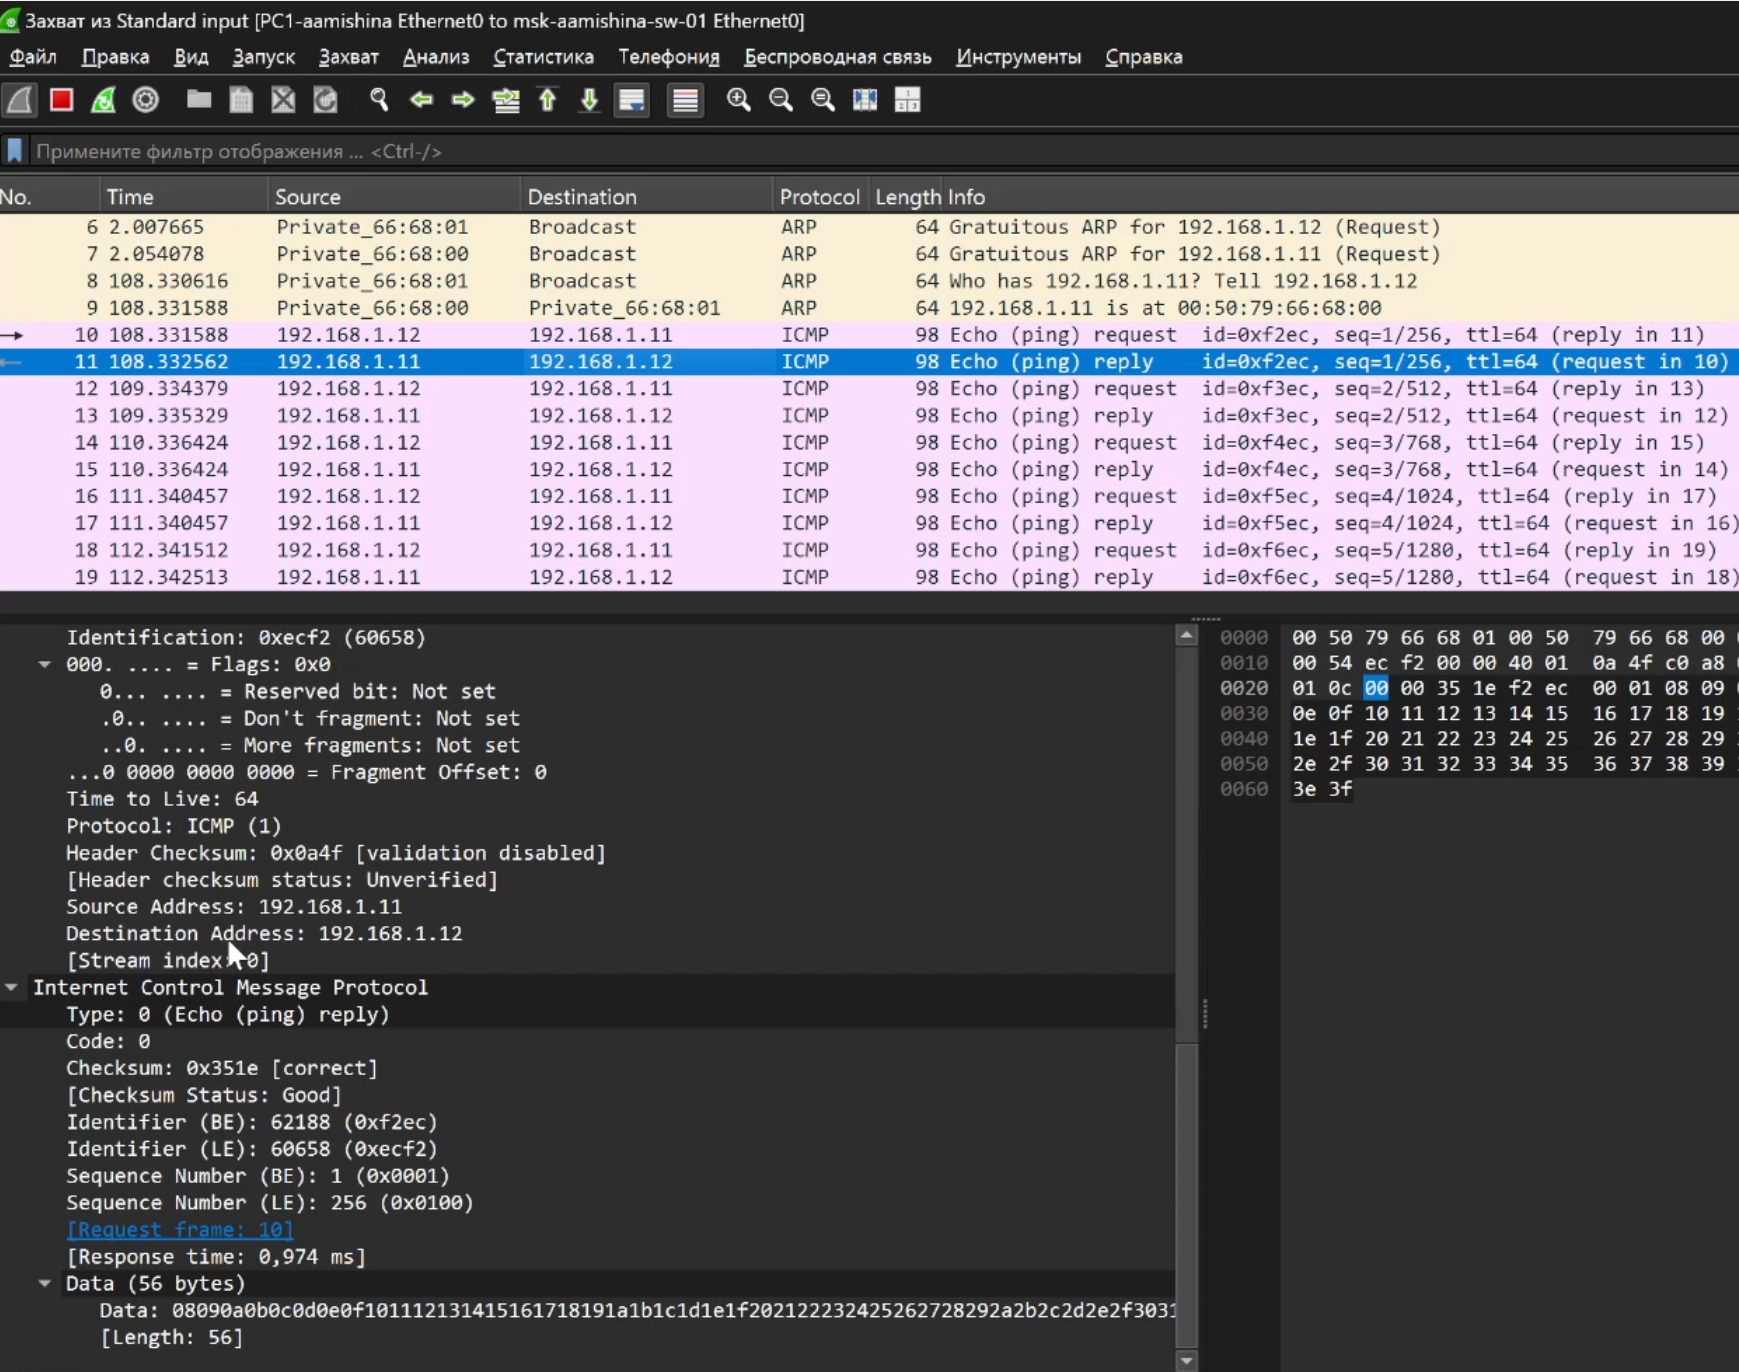 Захват из Standard input [PC1-aamishina Ethernet0 to msk-aamishina-sw-01 Ethernet0]
Файл Правка Вид Запуск Захват Анализ Статистика Телефония Беспроводная связь Инструменты Справка
Примените фильтр отображения ... <Ctrl-/>
No. Time Source Destination Protocol Length Info
6 2.007665 Private_66:68:01 Broadcast ARP 64 Gratuitous ARP for 192.168.1.12 (Request)
7 2.054078 Private_66:68:00 Broadcast ARP 64 Gratuitous ARP for 192.168.1.11 (Request)
8 108.330616 Private_66:68:01 Broadcast ARP 64 Who has 192.168.1.11? Tell 192.168.1.12
9 108.331588 Private_66:68:00 Private_66:68:01 ARP 64 192.168.1.11 is at 00:50:79:66:68:00
10 108.331588 192.168.1.12 192.168.1.11 ICMP 98 Echo (ping) request id=0xf2ec, seq=1/256, ttl=64 (reply in 11)
11 108.332562 192.168.1.11 192.168.1.12 ICMP 98 Echo (ping) reply id=0xf2ec, seq=1/256, ttl=64 (request in 10)
12 109.334379 192.168.1.12 192.168.1.11 ICMP 98 Echo (ping) request id=0xf3ec, seq=2/512, ttl=64 (reply in 13)
13 109.335329 192.168.1.11 192.168.1.12 ICMP 98 Echo (ping) reply id=0xf3ec, seq=2/512, ttl=64 (request in 12)
14 110.336424 192.168.1.12 192.168.1.11 ICMP 98 Echo (ping) request id=0xf4ec, seq=3/768, ttl=64 (reply in 15)
15 110.336424 192.168.1.11 192.168.1.12 ICMP 98 Echo (ping) reply id=0xf4ec, seq=3/768, ttl=64 (request in 14)
16 111.340457 192.168.1.12 192.168.1.11 ICMP 98 Echo (ping) request id=0xf5ec, seq=4/1024, ttl=64 (reply in 17)
17 111.340457 192.168.1.11 192.168.1.12 ICMP 98 Echo (ping) reply id=0xf5ec, seq=4/1024, ttl=64 (request in 16)
18 112.341512 192.168.1.12 192.168.1.11 ICMP 98 Echo (ping) request id=0xf6ec, seq=5/1280, ttl=64 (reply in 19)
19 112.342513 192.168.1.11 192.168.1.12 ICMP 98 Echo (ping) reply id=0xf6ec, seq=5/1280, ttl=64 (request in 18)
Identification: 0xecf2 (60658)
000. .... = Flags: 0x0
0... .... = Reserved bit: Not set
.0.. .... = Don't fragment: Not set
..0. .... = More fragments: Not set
...0 0000 0000 0000 = Fragment Offset: 0
Time to Live: 64
Protocol: ICMP (1)
Header Checksum: 0x0a4f [validation disabled]
[Header checksum status: Unverified]
Source Address: 192.168.1.11
Destination Address: 192.168.1.12
[Stream index: 0]
Internet Control Message Protocol
Type: 0 (Echo (ping) reply)
Code: 0
Checksum: 0x351e [correct]
[Checksum Status: Good]
Identifier (BE): 62188 (0xf2ec)
Identifier (LE): 60658 (0xecf2)
Sequence Number (BE): 1 (0x0001)
Sequence Number (LE): 256 (0x0100)
[Request frame: 10]
[Response time: 0,974 ms]
Data (56 bytes)
Data: 08090a0b0c0d0e0f101112131415161718191a1b1c1d1e1f202122232425262728292a2b2c2d2e2f3031
[Length: 56]
0000 00 50 79 66 68 01 00 50 79 66 68 00
0010 00 54 ec f2 00 00 40 01 0a 4f c0 a8
0020 01 0c 00 00 35 1e f2 ec 00 01 08 09
0030 0e 0f 10 11 12 13 14 15 16 17 18 19
0040 1e 1f 20 21 22 23 24 25 26 27 28 29
0050 2e 2f 30 31 32 33 34 35 36 37 38 39
0060 3e 3f